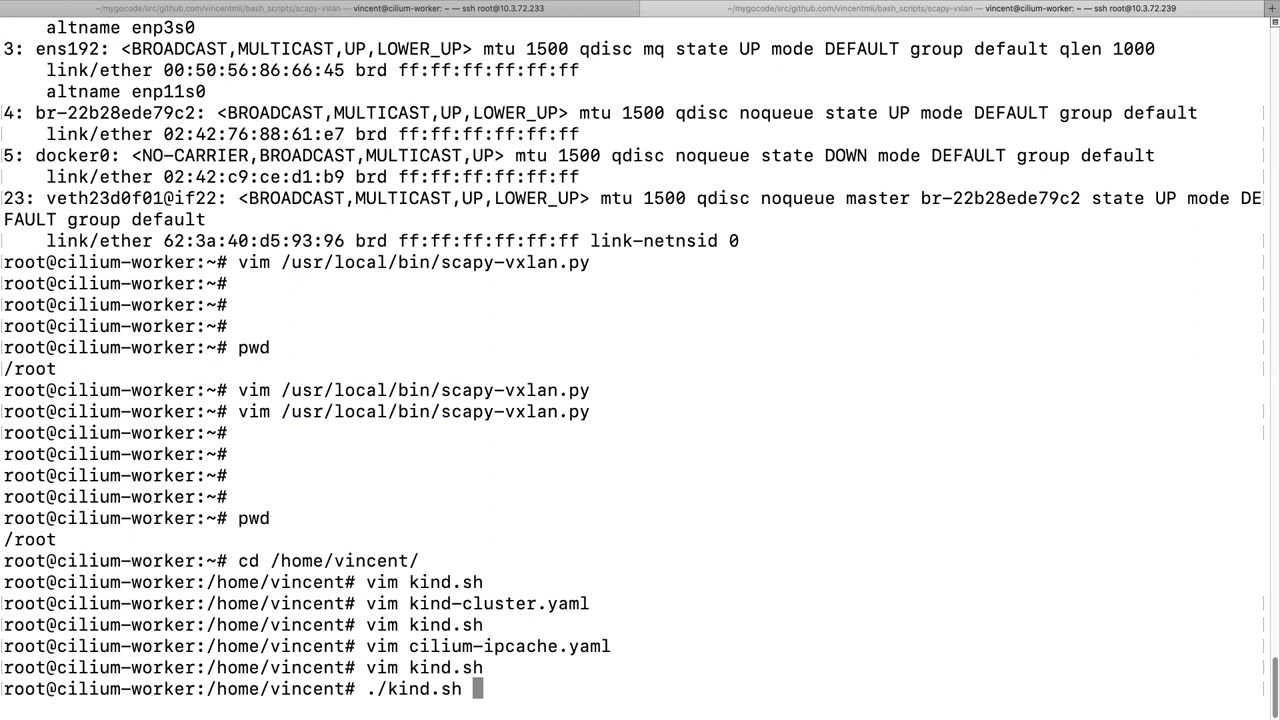 ~/mygocode/src/github.com/vincentmli/bash_scripts/scapy-vxlan — vincent@cilium-worker: ~ — ssh root@10.3.72.233
~/mygocode/src/github.com/vincentmli/bash_scripts/scapy-vxlan — vincent@cilium-worker: ~ — ssh root@10.3.72.239
altname enp3s0
3: ens192: <BROADCAST,MULTICAST,UP,LOWER_UP> mtu 1500 qdisc mq state UP mode DEFAULT group default qlen 1000
link/ether 00:50:56:86:66:45 brd ff:ff:ff:ff:ff:ff
altname enp11s0
4: br-22b28ede79c2: <BROADCAST,MULTICAST,UP,LOWER_UP> mtu 1500 qdisc noqueue state UP mode DEFAULT group default
link/ether 02:42:76:88:61:e7 brd ff:ff:ff:ff:ff:ff
5: docker0: <NO-CARRIER,BROADCAST,MULTICAST,UP> mtu 1500 qdisc noqueue state DOWN mode DEFAULT group default
link/ether 02:42:c9:ce:d1:b9 brd ff:ff:ff:ff:ff:ff
23: veth23d0f01@if22: <BROADCAST,MULTICAST,UP,LOWER_UP> mtu 1500 qdisc noqueue master br-22b28ede79c2 state UP mode DE
FAULT group default
link/ether 62:3a:40:d5:93:96 brd ff:ff:ff:ff:ff:ff link-netnsid 0
root@cilium-worker:~# vim /usr/local/bin/scapy-vxlan.py
root@cilium-worker:~#
root@cilium-worker:~#
root@cilium-worker:~#
root@cilium-worker:~# pwd
/root
root@cilium-worker:~# vim /usr/local/bin/scapy-vxlan.py
root@cilium-worker:~# vim /usr/local/bin/scapy-vxlan.py
root@cilium-worker:~#
root@cilium-worker:~#
root@cilium-worker:~#
root@cilium-worker:~#
root@cilium-worker:~# pwd
/root
root@cilium-worker:~# cd /home/vincent/
root@cilium-worker:/home/vincent# vim kind.sh
root@cilium-worker:/home/vincent# vim kind-cluster.yaml
root@cilium-worker:/home/vincent# vim kind.sh
root@cilium-worker:/home/vincent# vim cilium-ipcache.yaml
root@cilium-worker:/home/vincent# vim kind.sh
root@cilium-worker:/home/vincent# ./kind.sh